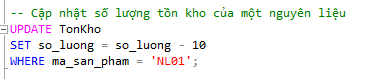 -- Cập nhật số lượng tồn kho của một nguyên liệu
UPDATE TonKho
SET so_luong = so_luong - 10
WHERE ma_san_pham = 'NL01';